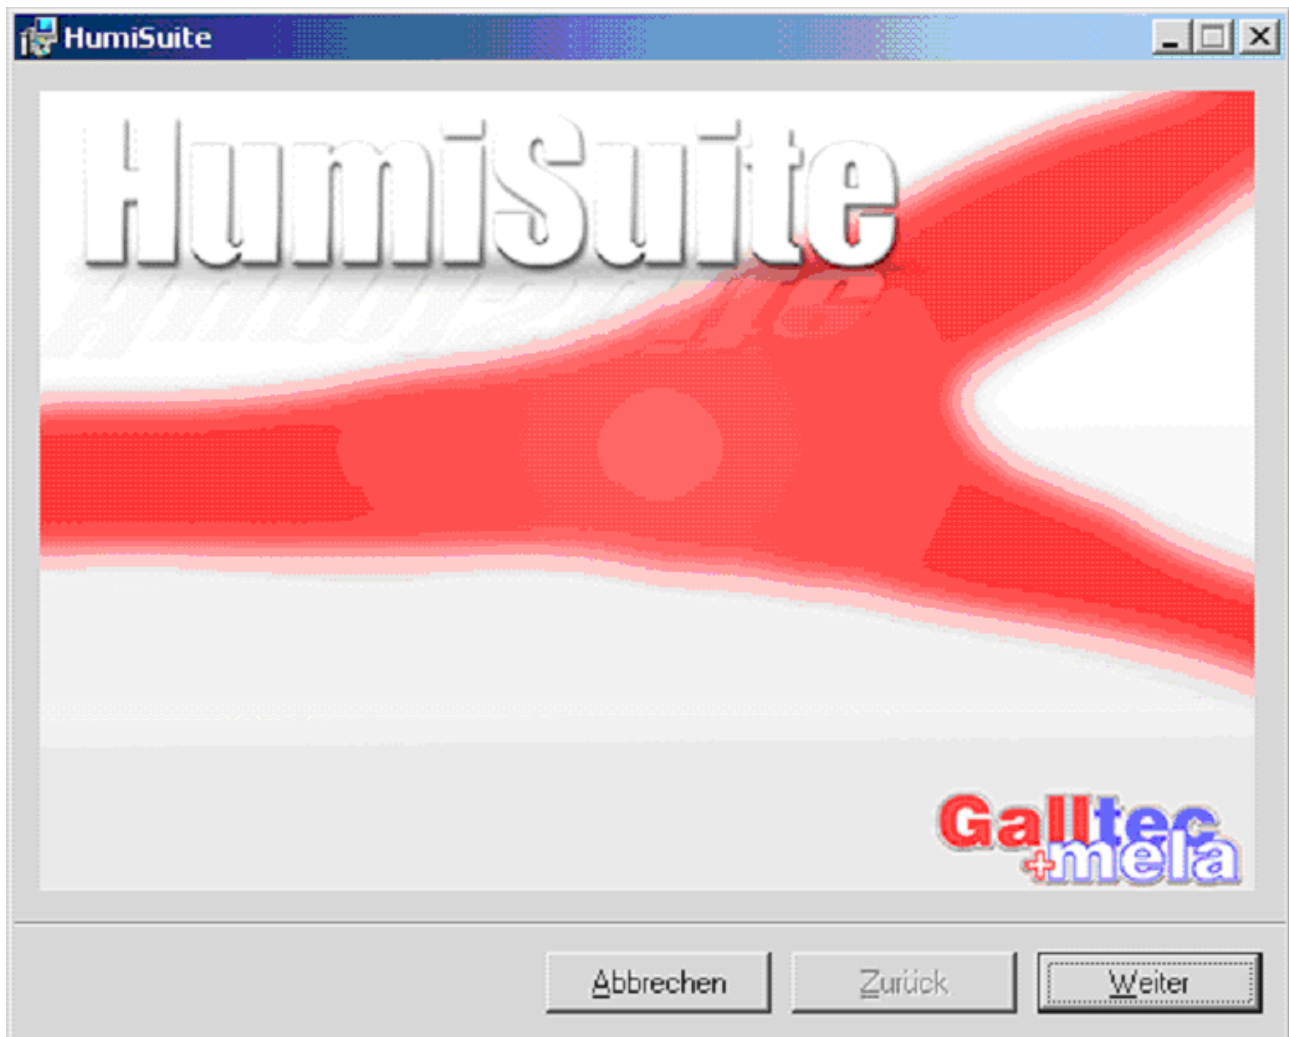 HumiSuite
HumiSuite
Galltec
+mela
Abbrechen
Zurück
Weiter